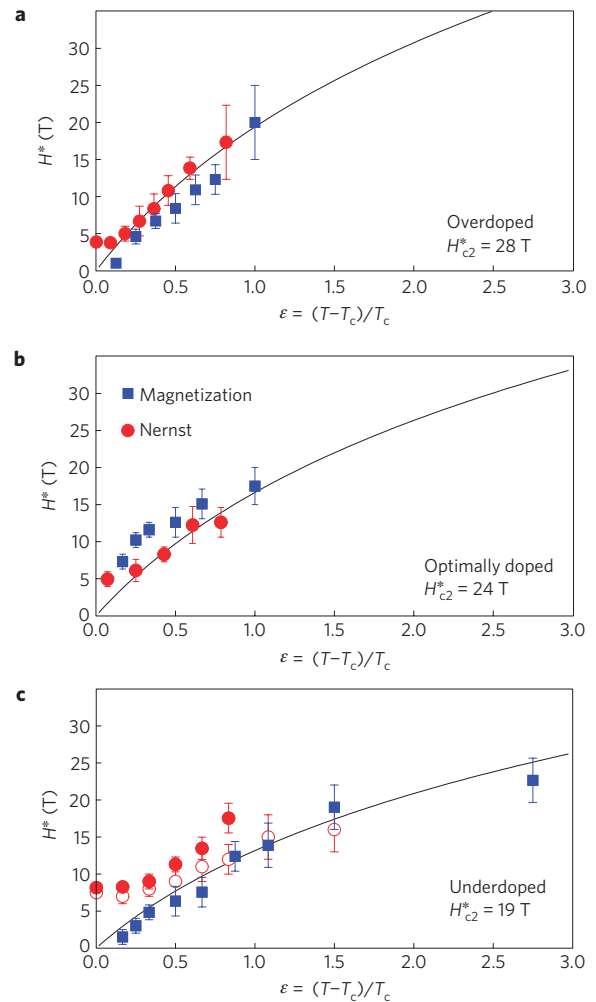 a
35
30
25
20
15
10
5
0
H* (T)
Overdoped
H*c2 = 28 T
0.0 0.5 1.0 1.5 2.0 2.5 3.0
ε = (T−Tc)/Tc
b
30
25
20
15
10
5
0
H* (T)
Magnetization
Nernst
Optimally doped
H*c2 = 24 T
0.0 0.5 1.0 1.5 2.0 2.5 3.0
ε = (T−Tc)/Tc
c
30
25
20
15
10
5
0
H* (T)
Underdoped
H*c2 = 19 T
0.0 0.5 1.0 1.5 2.0 2.5 3.0
ε = (T−Tc)/Tc